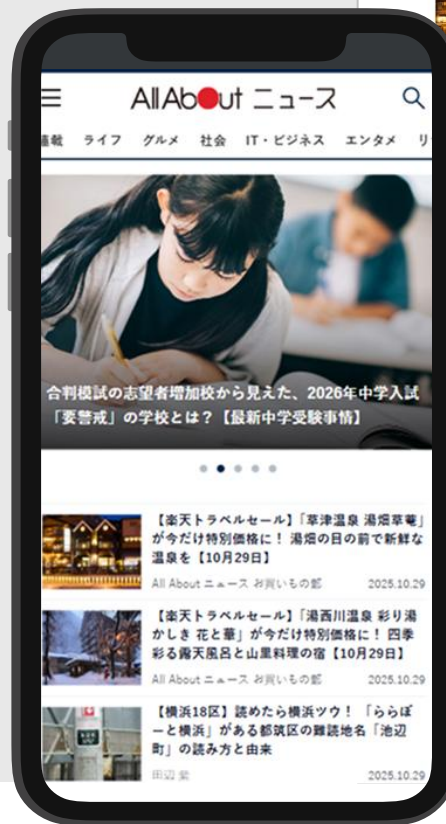 All About ニュース
連載 ライフ グルメ 社会 IT・ビジネス エンタメ リ
合判模試の志望者増加校から見えた、2026年中学入試
「要警戒」の学校とは？【最新中学受験事情】
【楽天トラベルセール】「草津温泉 湯畑草菴」
が今だけ特別価格に！ 湯畑の目の前で新鮮な
温泉を【10月29日】
All About ニュース お買いもの部 2025.10.29
【楽天トラベルセール】「湯西川温泉 彩り湯
かしき 花と華」が今だけ特別価格に！ 四季
彩る露天風呂と山里料理の宿【10月29日】
All About ニュース お買いもの部 2025.10.29
【横浜18区】読めたら横浜ツウ！ 「ららぽ
ーと横浜」がある都筑区の難読地名「池辺
町」の読み方と由来
田辺 紫 2025.10.29